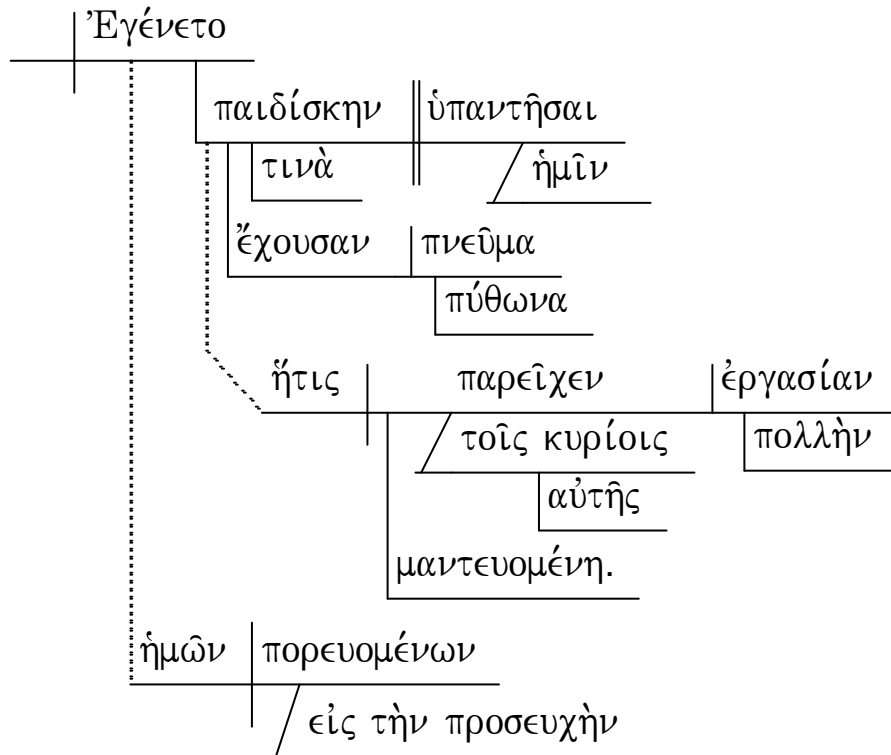 Ἐγένετο
παιδίσκην ὑπαντῆσαι
τινὰ ἡμῖν
ἔχουσαν πνεῦμα
πύθωνα
ἥτις παρεῖχεν ἐργασίαν
τοῖς κυρίοις πολλὴν
αὐτῆς
μαντευομένη.
ἡμῶν πορευομένων
εἰς τὴν προσευχὴν